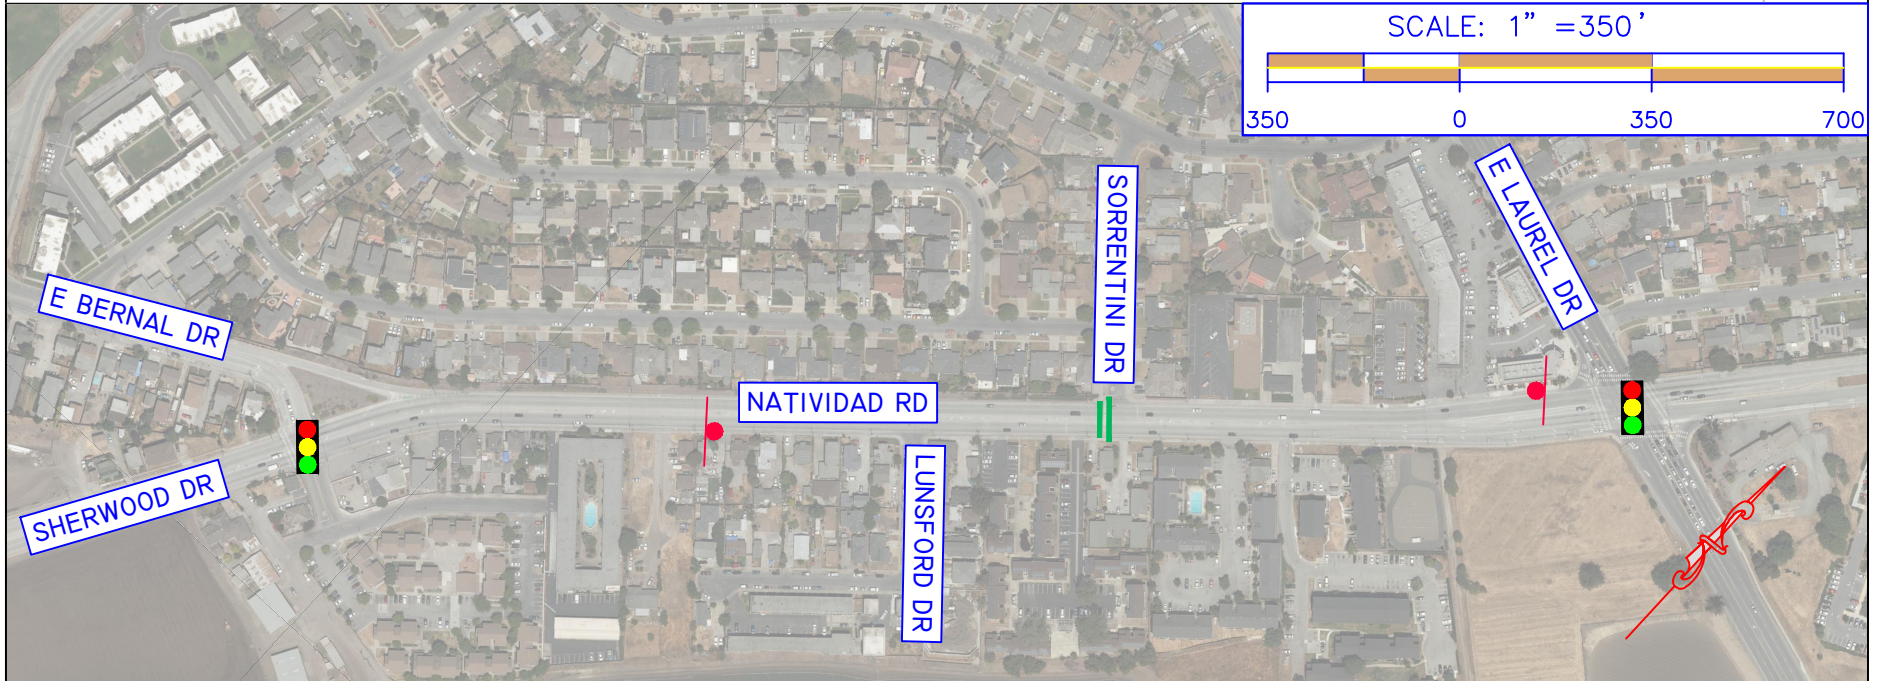 SCALE: 1" =350'
350 0 350 700
E LAUREL DR
SORRENTINI DR
E BERNAL DR
NATIVIDAD RD
LUNSFORD DR
SHERWOOD DR